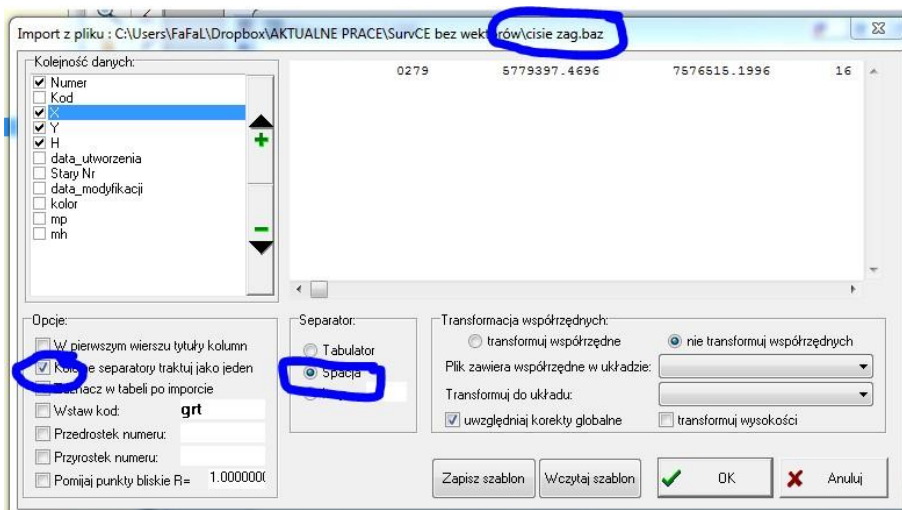 Import z pliku : C:\Users\FaFaL\Dropbox\AKTUALNE PRACE\SurvCE bez wektorów\cisie zag.baz
Kolejność danych:
Numer
Kod
X
Y
H
data_utworzenia
Stary Nr
data_modyfikacji
kolor
mp
mh
0279 5779397.4696 7576515.1996 16
Opcje:
W pierwszym wierszu tytuły kolumn
Kolejne separatory traktuj jako jeden
Zaznacz w tabeli po imporcie
Wstaw kod: grt
Przedrostek numeru:
Przyrostek numeru:
Pomijaj punkty bliskie R= 1.0000000
Separator:
Tabulator
Spacja
Transformacja współrzędnych:
transformuj współrzędne
nie transformuj współrzędnych
Plik zawiera współrzędne w układzie:
Transformuj do układu:
uwzględniaj korekty globalne
transformuj wysokości
Zapisz szablon
Wczytaj szablon
OK
Anuluj